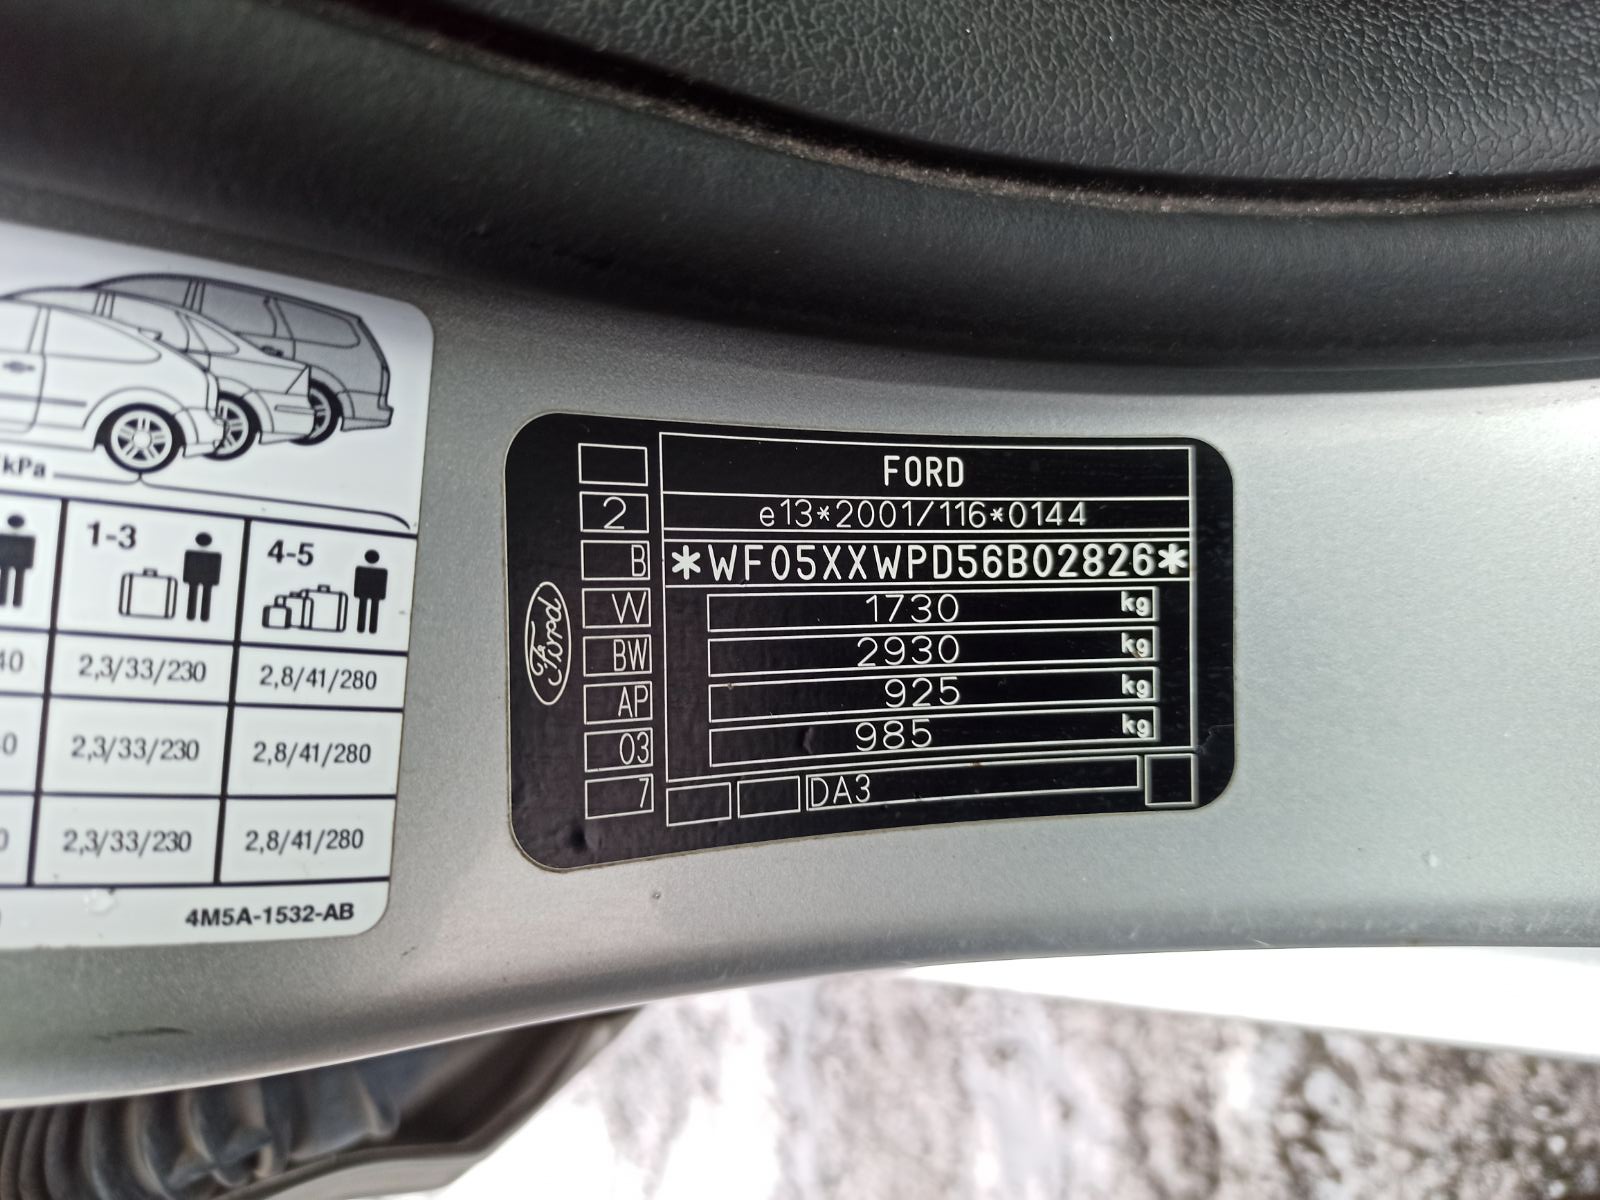 kPa
1-3
4-5
40
2,3/33/230
2,8/41/280
0
2,3/33/230
2,8/41/280
0
2,3/33/230
2,8/41/280
4M5A-1532-AB
Ford
FORD
2
e13*2001/116*0144
B
*WF05XXWPD56B02826*
W
1730 kg
BW
2930 kg
AP
925 kg
03
985 kg
7
DA3